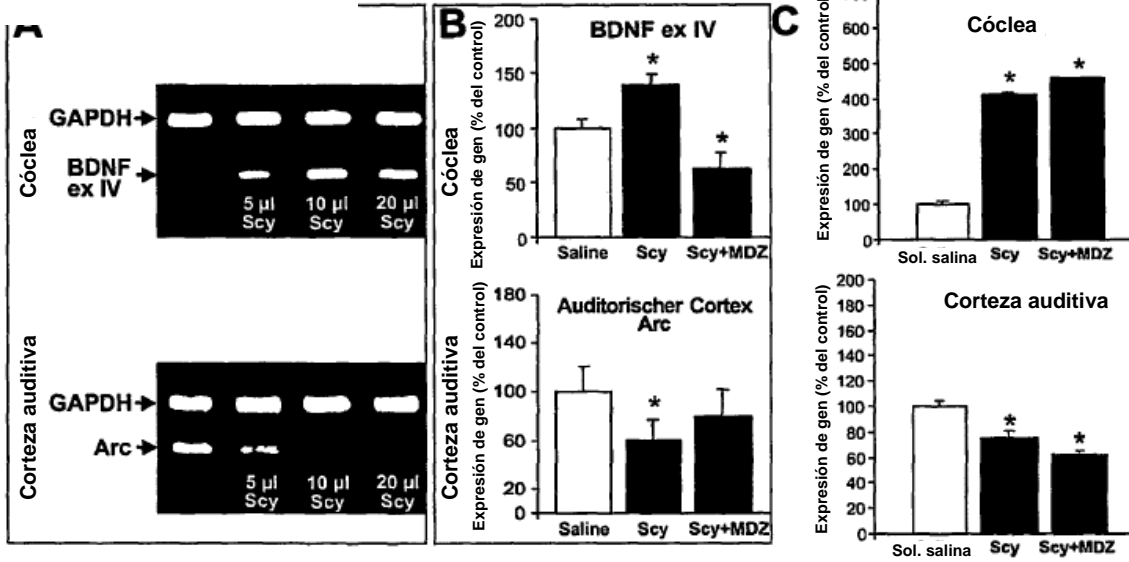 A
Cóclea
GAPDH
BDNF
ex IV
5 µl
Scy
10 µl
Scy
20 µl
Scy
Corteza auditiva
GAPDH
Arc
5 µl
Scy
10 µl
Scy
20 µl
Scy
B
Cóclea
Expresión de gen (% del control)
BDNF ex IV
200
150
100
50
0
*
*
Saline Scy Scy+MDZ
Corteza auditiva
Expresión de gen (% del control)
Auditorischer Cortex
Arc
180
140
100
60
20
0
*
Saline Scy Scy+MDZ
C
Expresión de gen (% del control)
Cóclea
600
500
400
300
200
100
0
*
*
Sol. salina Scy Scy+MDZ
Expresión de gen (% del control)
Corteza auditiva
200
180
160
140
120
100
80
60
40
20
0
*
*
Sol. salina Scy Scy+MDZ